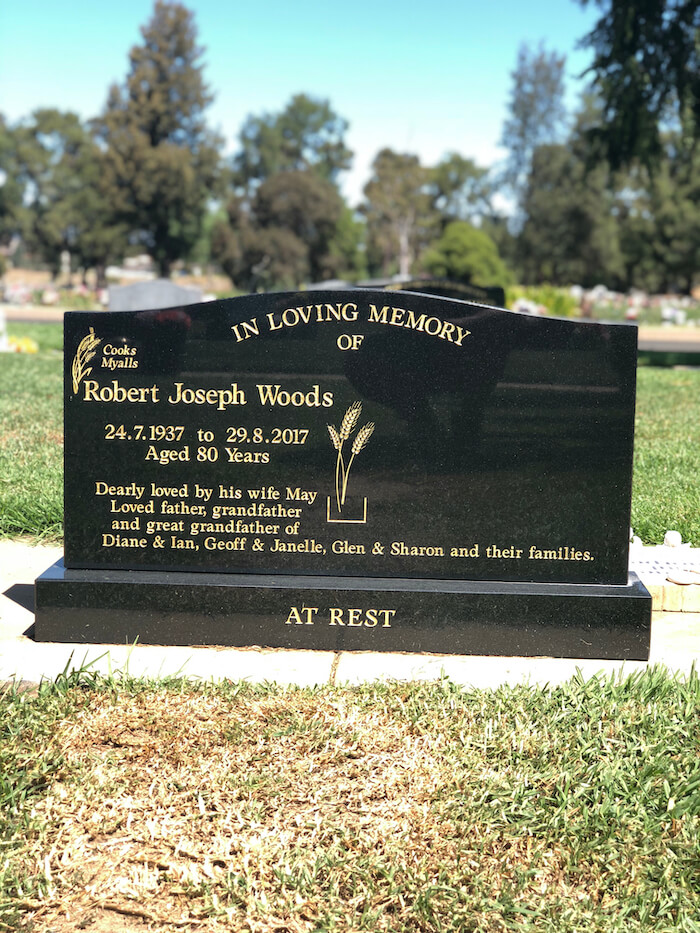 IN LOVING MEMORY
OF
Cooks
Myalls
Robert Joseph Woods
24.7.1937 to 29.8.2017
Aged 80 Years
Dearly loved by his wife May
Loved father, grandfather
and great grandfather of
Diane & Ian, Geoff & Janelle, Glen & Sharon and their families.
AT REST